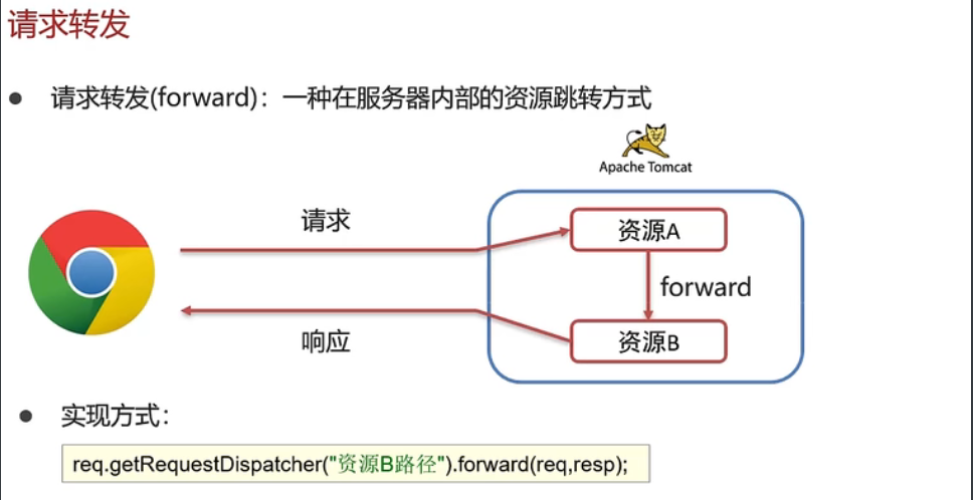 请求转发
● 请求转发(forward)：一种在服务器内部的资源跳转方式
Apache Tomcat
请求
资源A
forward
资源B
响应
● 实现方式：
req.getRequestDispatcher("资源B路径").forward(req,resp);